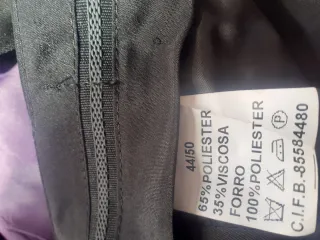 44/50
65%POLIESTER
35%VISCOSA
FORRO
100%POLIESTER
C.I.F.B.-85584480